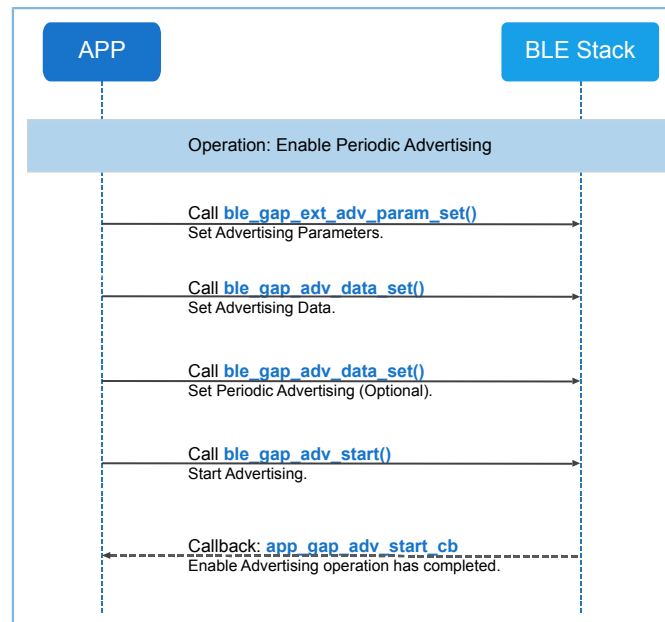 APP
BLE Stack
Operation: Enable Periodic Advertising
Call ble_gap_ext_adv_param_set()
Set Advertising Parameters.
Call ble_gap_adv_data_set()
Set Advertising Data.
Call ble_gap_adv_data_set()
Set Periodic Advertising (Optional).
Call ble_gap_adv_start()
Start Advertising.
Callback: app_gap_adv_start_cb
Enable Advertising operation has completed.